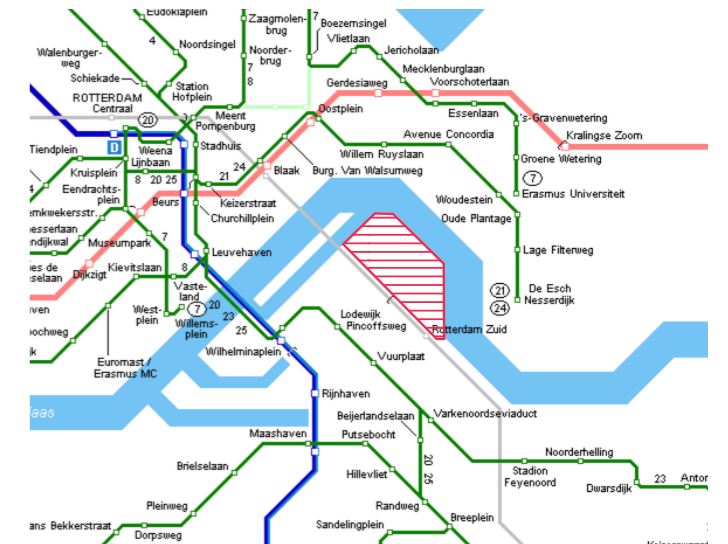 Eudokiaplein
Zaagmolen-
brug
7
Boezemsingel
Vlietlaan
4
Noordsingel
Walenburger-
weg
Noorder-
brug
Jericholaan
Mecklenburglaan
Voorschoterlaan
7
8
Schiekade
Station
Hofplein
Gerdesiaweg
ROTTERDAM
Centraal
20
Meent
Pompenburg
Oostplein
Essenlaan
's-Gravenwetering
Kralingse Zoorn
Avenue Concordia
D
Tiendplein
Weena
Stadhuis
Lijnbaan
Willem Ruyslaan
Groene Wetering
Kruisplein
24
Blaak
Burg. Van Walsumweg
7
Eendrachts-
plein
8
20
25
21
Keizerstraat
Beurs
Woudestein
Erasmus Universiteit
Churchillplein
Oude Plantage
Museumpark
7
Leuvehaven
Lage Filterweg
Dijkzigt
Kievitslaan
8
Vaste-
land
21
24
De Esch
Nesserdijk
West-
plein
7
Willems-
plein
20
23
25
Lodewijk
Pincoffsweg
Rotterdam Zuid
Wilhelminaplein
Vuurplaat
Euromast /
Erasmus MC
Rijnhaven
Beijerlandselaan
Varkenoordseviaduct
Maashaven
Putsebocht
Noorderhelling
Brielselaan
Hillevliet
20
25
Stadion
Feyenoord
23
Dwarsdijk
Pleinweg
Randweg
Dorpsweg
Sandelingplein
Breeplein